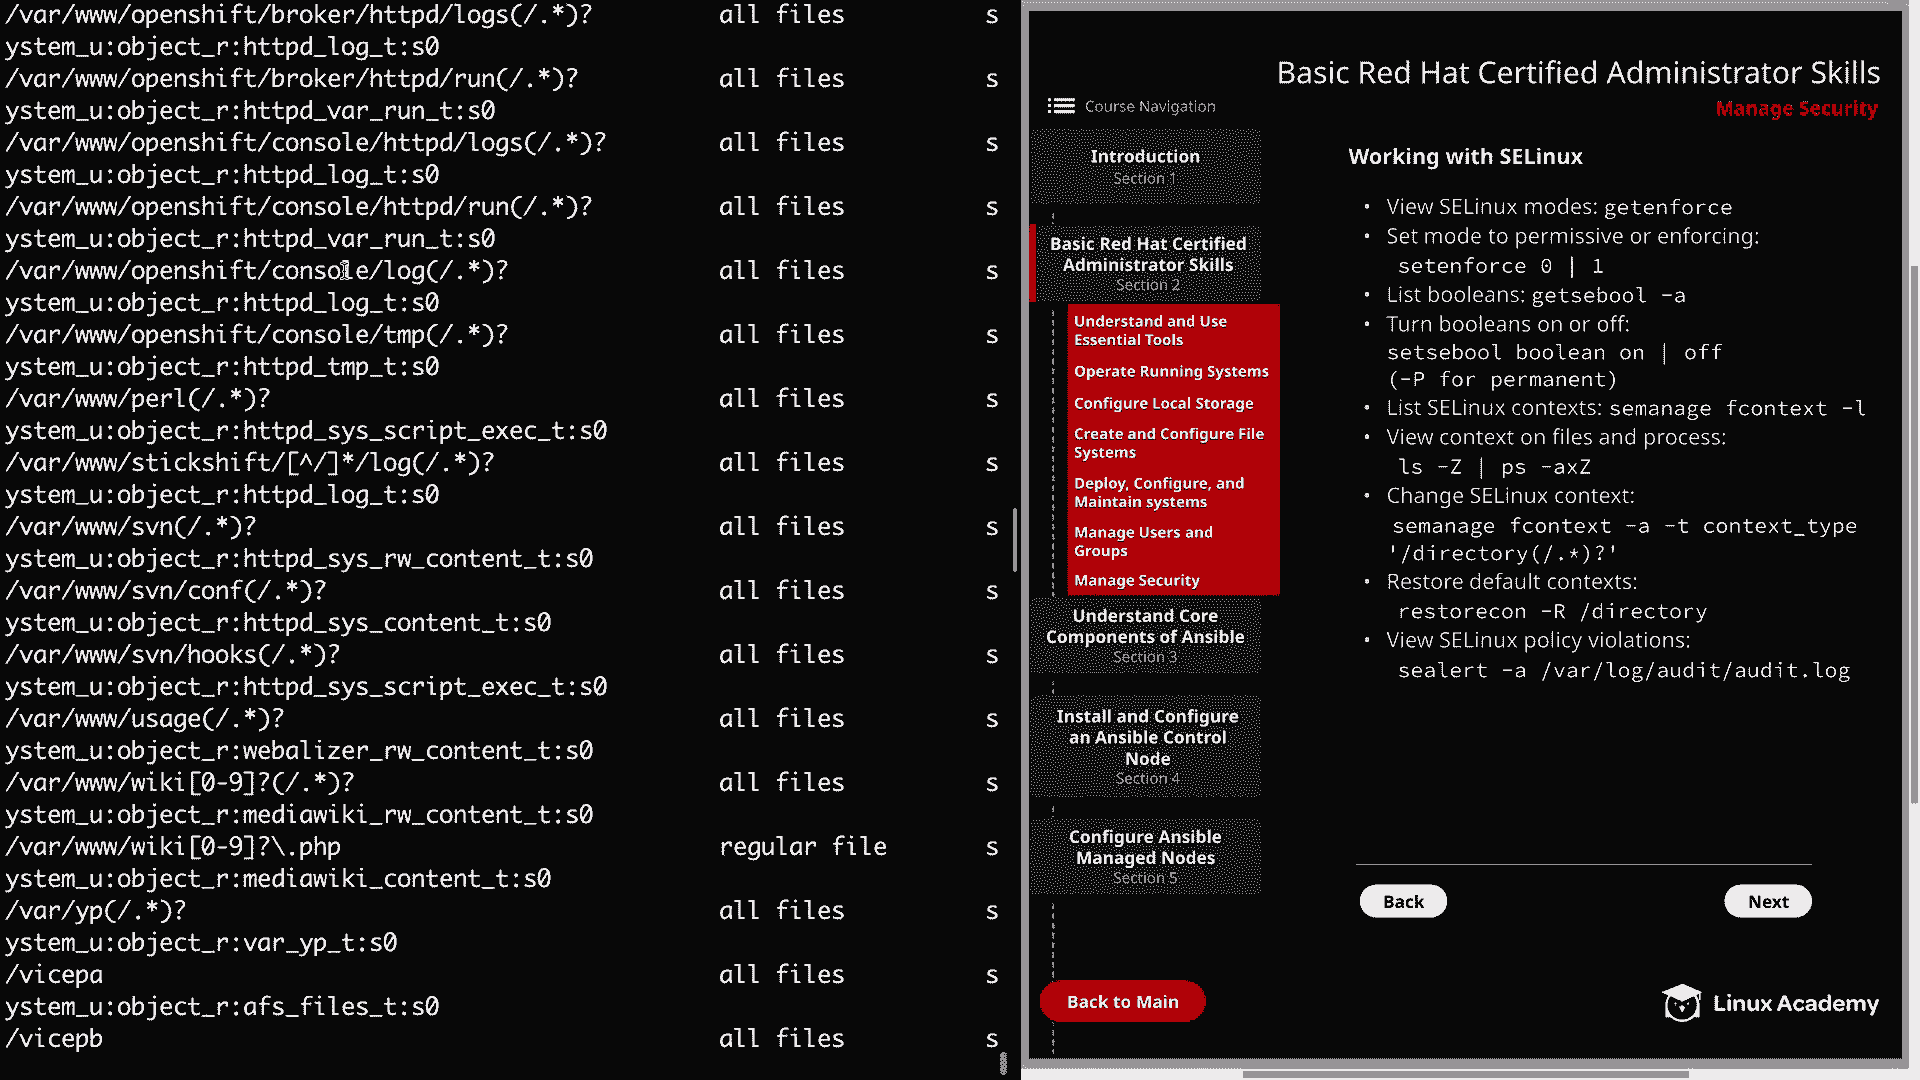 /var/www/openshift/broker/httpd/logs(/.*)? all files s
ystem_u:object_r:httpd_log_t:s0
/var/www/openshift/broker/httpd/run(/.*)? all files s
ystem_u:object_r:httpd_var_run_t:s0
/var/www/openshift/console/httpd/logs(/.*)? all files s
ystem_u:object_r:httpd_log_t:s0
/var/www/openshift/console/httpd/run(/.*)? all files s
ystem_u:object_r:httpd_var_run_t:s0
/var/www/openshift/console/log(/.*)? all files s
ystem_u:object_r:httpd_log_t:s0
/var/www/openshift/console/tmp(/.*)? all files s
ystem_u:object_r:httpd_tmp_t:s0
/var/www/perl(/.*)? all files s
ystem_u:object_r:httpd_sys_script_exec_t:s0
/var/www/stickshift/[^/]*/log(/.*)? all files s
ystem_u:object_r:httpd_log_t:s0
/var/www/svn(/.*)? all files s
ystem_u:object_r:httpd_sys_rw_content_t:s0
/var/www/svn/conf(/.*)? all files s
ystem_u:object_r:httpd_sys_content_t:s0
/var/www/svn/hooks(/.*)? all files s
ystem_u:object_r:httpd_sys_script_exec_t:s0
/var/www/usage(/.*)? all files s
ystem_u:object_r:webalizer_rw_content_t:s0
/var/www/wiki[0-9]?(/.*)? all files s
ystem_u:object_r:mediawiki_rw_content_t:s0
/var/www/wiki[0-9]?\.php regular file s
ystem_u:object_r:mediawiki_content_t:s0
/var/yp(/.*)? all files s
ystem_u:object_r:var_yp_t:s0
/vicepa all files s
ystem_u:object_r:afs_files_t:s0
/vicepb all files s
Basic Red Hat Certified Administrator Skills
Manage Security
Course Navigation
Introduction
Section 1
Basic Red Hat Certified
Administrator Skills
Section 2
Understand and Use
Essential Tools
Operate Running Systems
Configure Local Storage
Create and Configure File
Systems
Deploy, Configure, and
Maintain systems
Manage Users and
Groups
Manage Security
Understand Core
Components of Ansible
Section 3
Install and Configure
an Ansible Control
Node
Section 4
Configure Ansible
Managed Nodes
Section 5
Back to Main
Working with SELinux
• View SELinux modes: getenforce
• Set mode to permissive or enforcing:
setenforce 0 | 1
• List booleans: getsebool -a
• Turn booleans on or off:
setsebool boolean on | off
(-P for permanent)
• List SELinux contexts: semanage fcontext -l
• View context on files and process:
ls -Z | ps -axZ
• Change SELinux context:
semanage fcontext -a -t context_type
'/directory(/.*)?'
• Restore default contexts:
restorecon -R /directory
• View SELinux policy violations:
sealert -a /var/log/audit/audit.log
Back
Next
Linux Academy